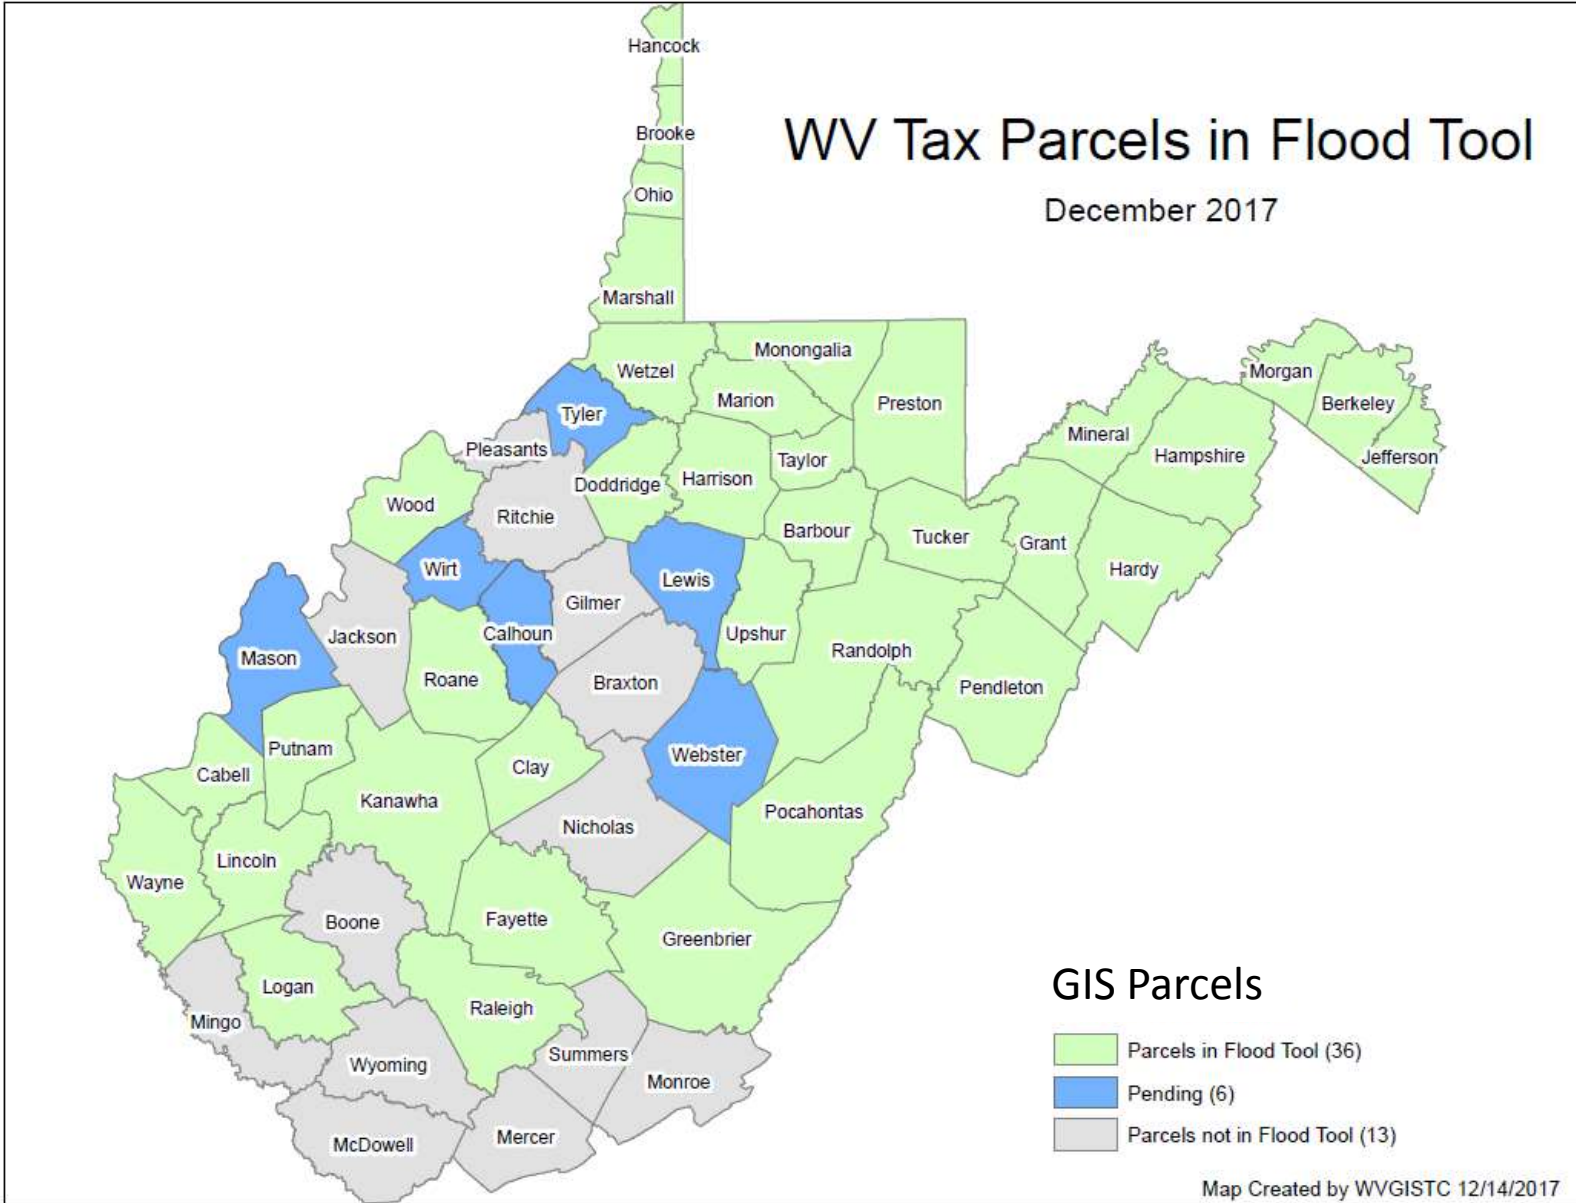 Hancock
WV Tax Parcels in Flood Tool
Brooke
Ohio
December 2017
Marshall
Monongalia
Wetzel
Morgan
Marion
Preston
Berkeley
Tyler
Mineral
Pleasants
Hampshire
Jefferson
Taylor
Harrison
Doddridge
Wood
Ritchie
Barbour
Tucker
Grant
Hardy
Wirt
Lewis
Gilmer
Calhoun
Upshur
Jackson
Randolph
Mason
Roane
Braxton
Pendleton
Putnam
Webster
Clay
Cabell
Kanawha
Pocahontas
Nicholas
Lincoln
Wayne
Fayette
Boone
Greenbrier
Logan
GIS Parcels
Raleigh
Mingo
Parcels in Flood Tool (36)
Summers
Wyoming
Monroe
Pending (6)
Mercer
Parcels not in Flood Tool (13)
McDowell
Map Created by WVGISTC 12/14/2017